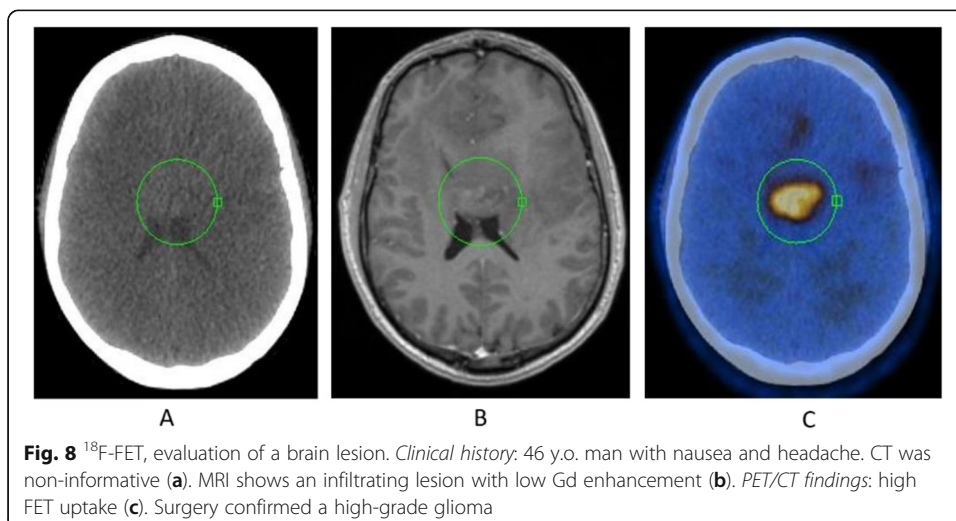 A B C
Fig. 8 ¹⁸F-FET, evaluation of a brain lesion. Clinical history: 46 y.o. man with nausea and headache. CT was
non-informative (a). MRI shows an infiltrating lesion with low Gd enhancement (b). PET/CT findings: high
FET uptake (c). Surgery confirmed a high-grade glioma